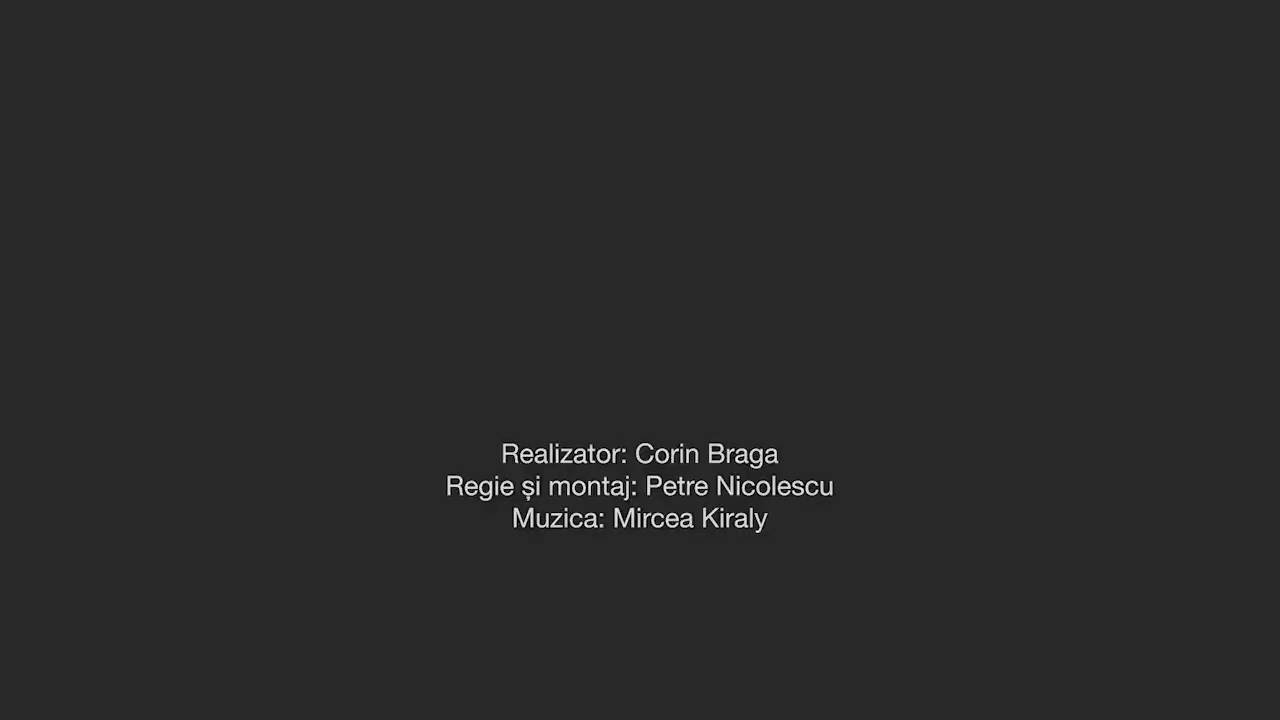 Realizator: Corin Braga
Regie și montaj: Petre Nicolescu
Muzica: Mircea Kiraly